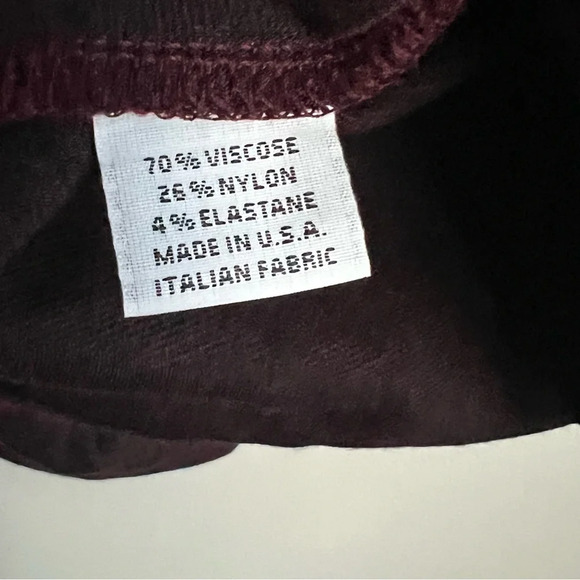 70% VISCOSE
26% NYLON
4% ELASTANE
MADE IN U.S.A.
ITALIAN FABRIC